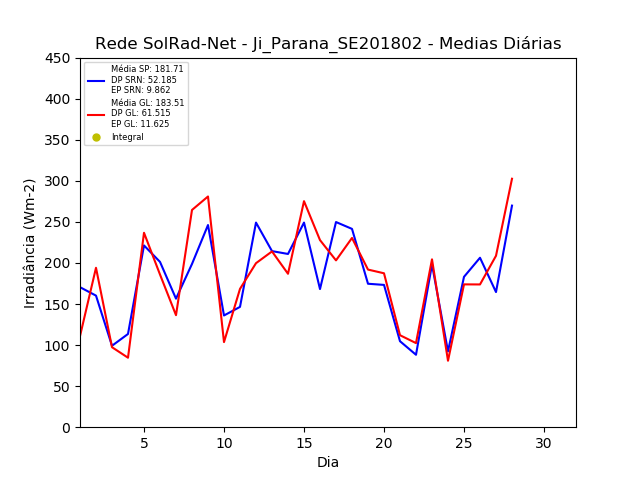 Rede SolRad-Net - Ji_Parana_SE201802 - Medias Diárias
450
400
350
300
250
200
150
100
50
0
Irradiância (Wm-2)
Média SP: 181.71
DP SRN: 52.185
EP SRN: 9.862
Média GL: 183.51
DP GL: 61.515
EP GL: 11.625
Integral
5 10 15 20 25 30
Dia